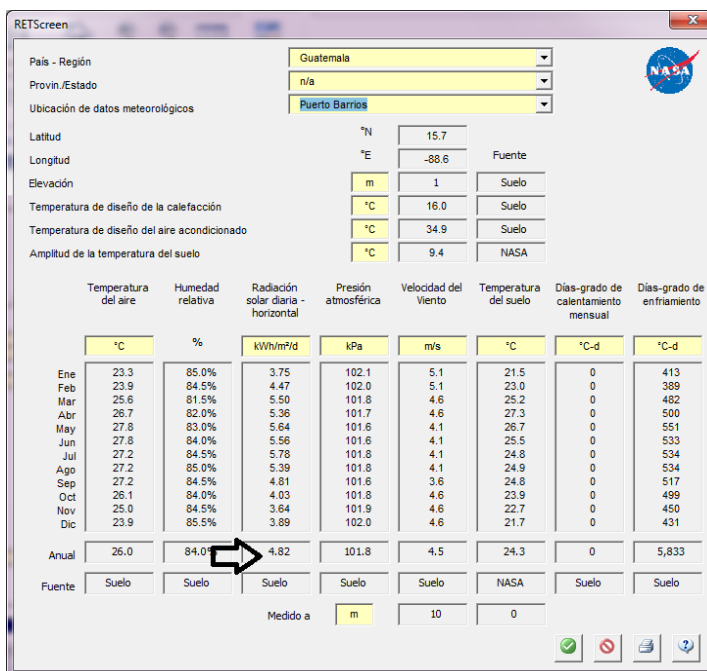 RETScreen
País - Región Guatemala
Provin./Estado n/a
Ubicación de datos meteorológicos Puerto Barrios
NASA
Latitud °N 15.7
Longitud °E -88.6 Fuente
Elevación m 1 Suelo
Temperatura de diseño de la calefacción °C 16.0 Suelo
Temperatura de diseño del aire acondicionado °C 34.9 Suelo
Amplitud de la temperatura del suelo °C 9.4 NASA
Temperatura Humedad Radiación Presión Velocidad del Temperatura Días-grado de Días-grado de
del aire relativa solar diaria - atmosférica Viento del suelo calentamiento enfriamiento
horizontal mensual
°C % kWh/m²/d kPa m/s °C °C-d °C-d
Ene 23.3 85.0% 3.75 102.1 5.1 21.5 0 413
Feb 23.9 84.5% 4.47 102.0 5.1 23.0 0 389
Mar 25.6 81.5% 5.50 101.8 4.6 25.2 0 482
Abr 26.7 82.0% 5.36 101.7 4.6 27.3 0 500
May 27.8 83.0% 5.64 101.6 4.1 26.7 0 551
Jun 27.8 84.0% 5.56 101.6 4.1 25.5 0 533
Jul 27.2 84.5% 5.78 101.8 4.1 24.8 0 534
Ago 27.2 85.0% 5.39 101.8 4.1 24.9 0 534
Sep 27.2 84.5% 4.81 101.6 3.6 24.8 0 517
Oct 26.1 84.0% 4.03 101.8 4.6 23.9 0 499
Nov 25.0 84.5% 3.64 101.9 4.6 22.7 0 450
Dic 23.9 85.5% 3.89 102.0 4.6 21.7 0 431
Anual 26.0 84.0% 4.82 101.8 4.5 24.3 0 5,833
Fuente Suelo Suelo Suelo Suelo Suelo NASA Suelo Suelo
Medido a m 10 0